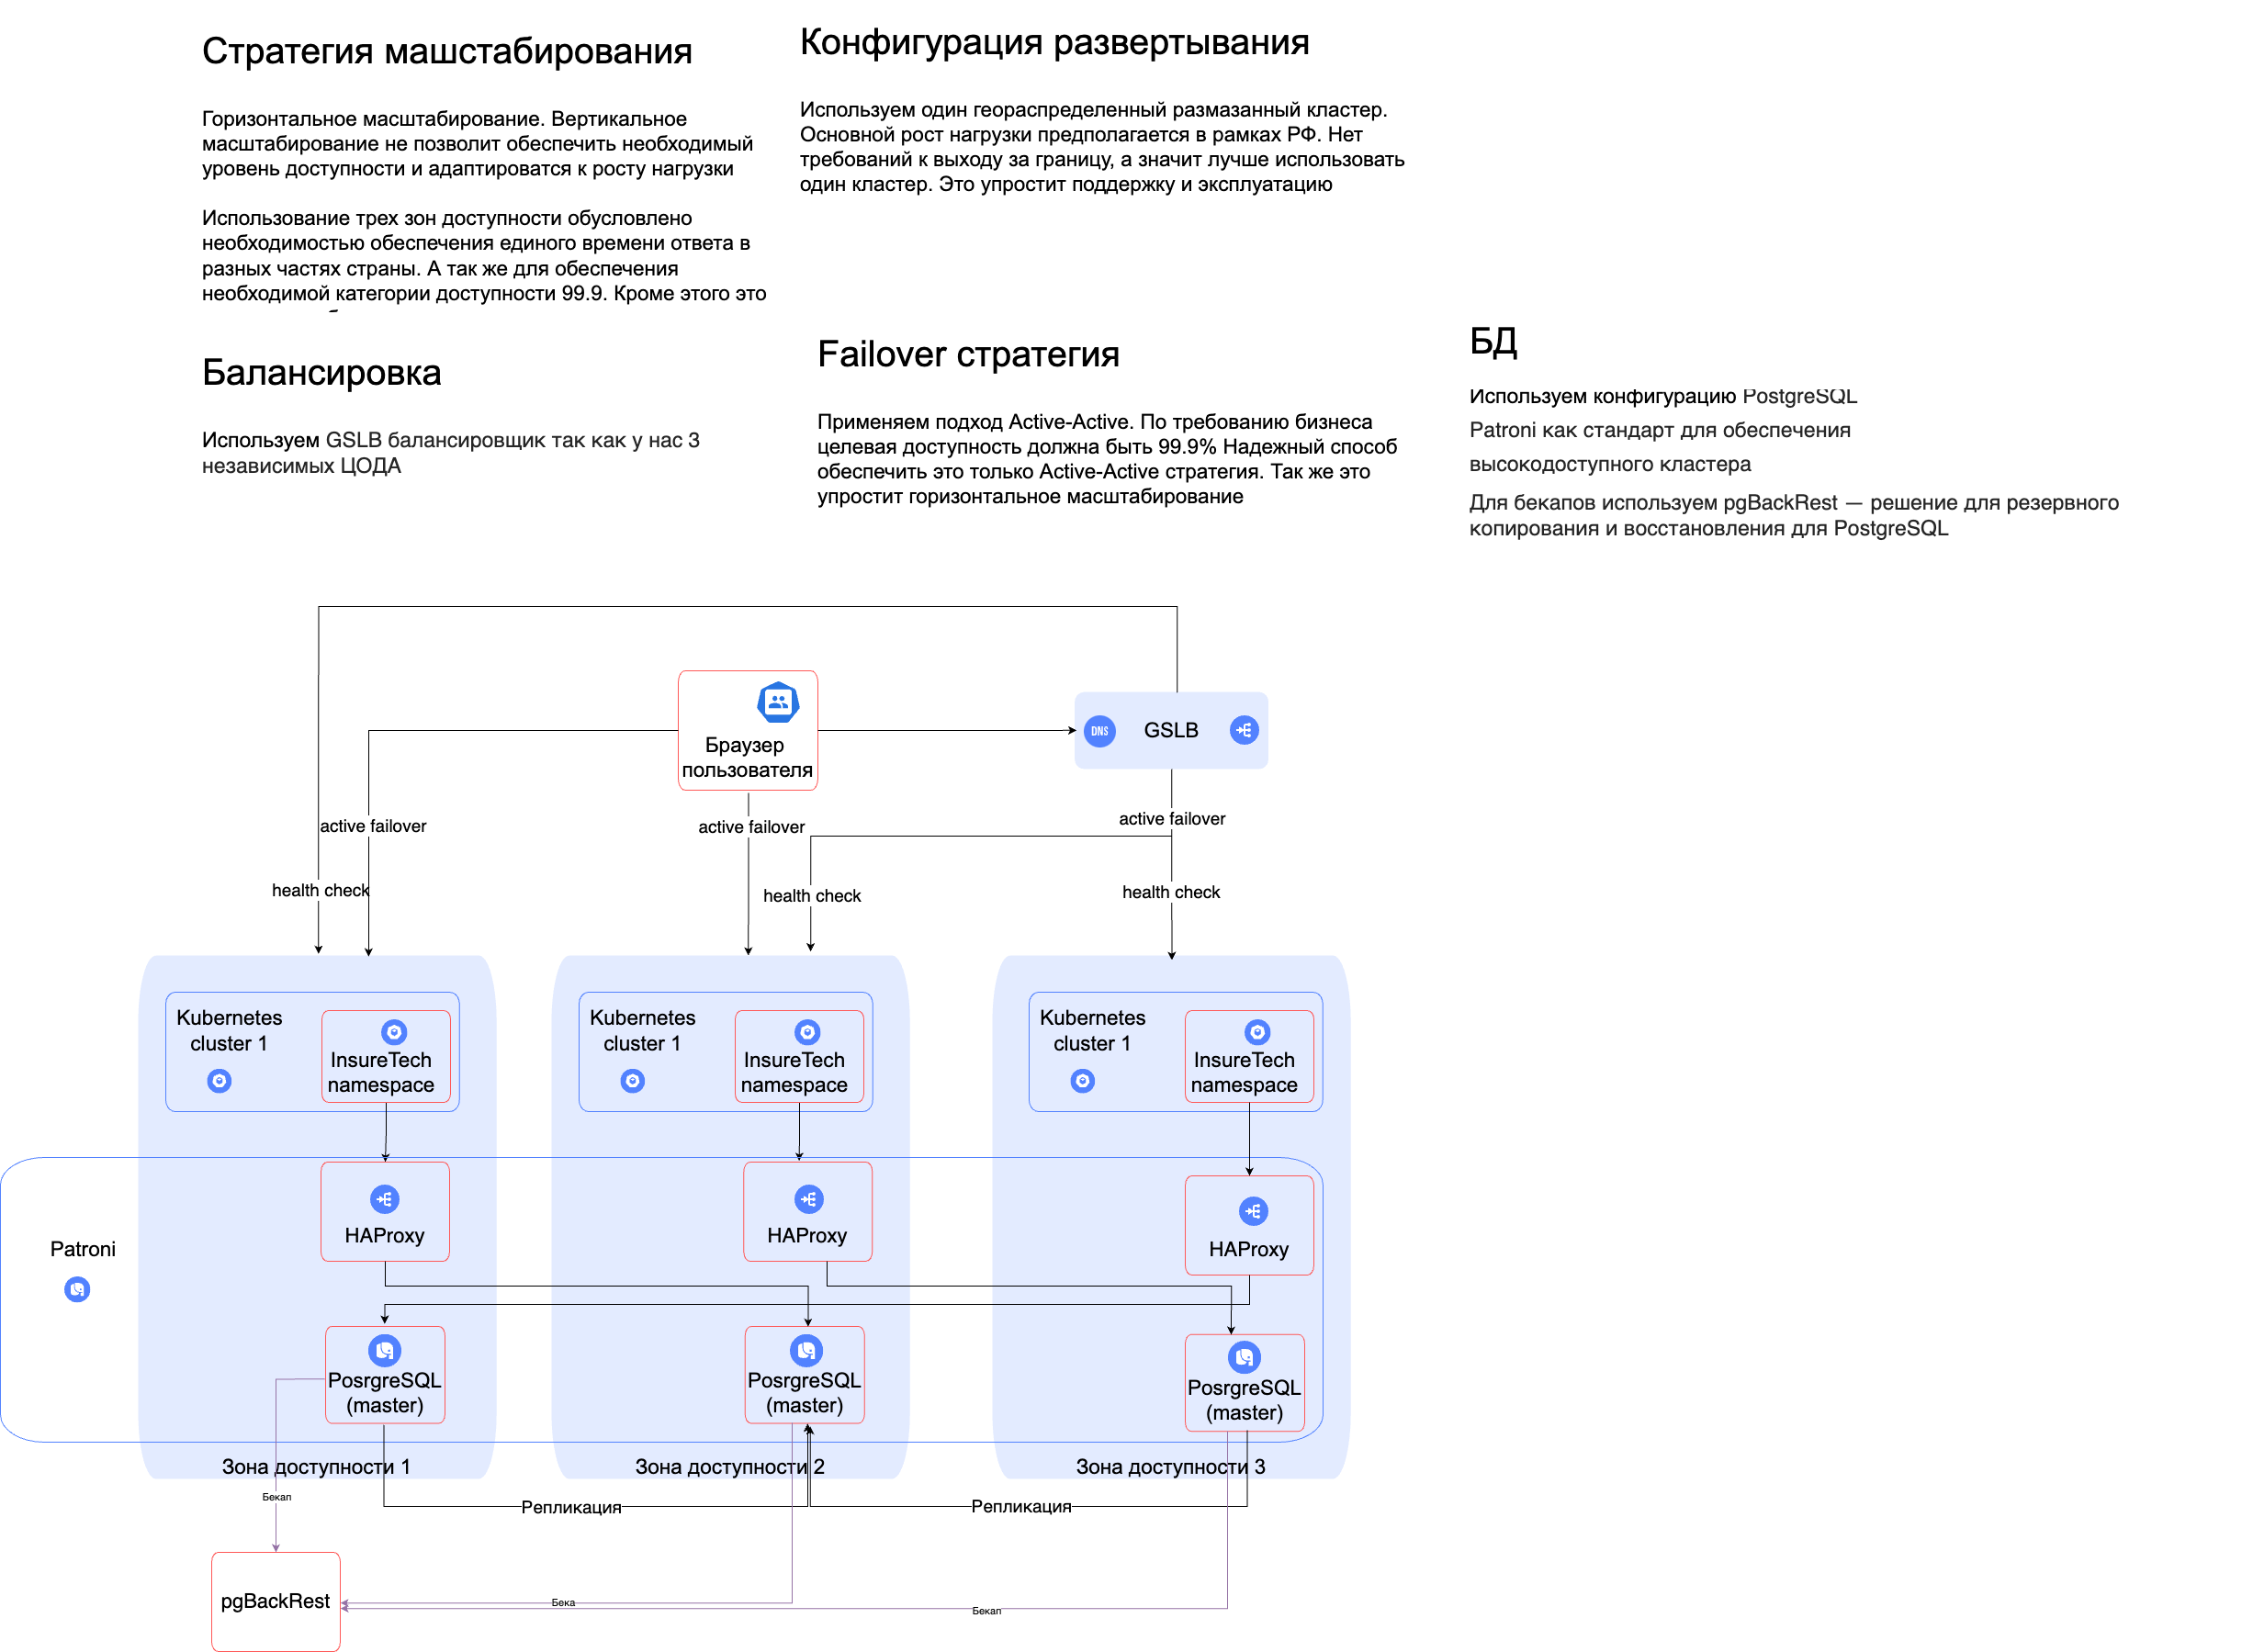 Стратегия машстабирования
Горизонтальное масштабирование. Вертикальное
масштабирование не позволит обеспечить необходимый
уровень доступности и адаптироватся к росту нагрузки
Использование трех зон доступности обусловлено
необходимостью обеспечения единого времени ответа в
разных частях страны. А так же для обеспечения
необходимой категории доступности 99.9. Кроме этого это
Конфигурация развертывания
Используем один геораспределенный размазанный кластер.
Основной рост нагрузки предполагается в рамках РФ. Нет
требований к выходу за границу, а значит лучше использовать
один кластер. Это упростит поддержку и эксплуатацию
Балансировка
Используем GSLB балансировщик так как у нас 3
независимых ЦОДА
Failover стратегия
Применяем подход Active-Active. По требованию бизнеса
целевая доступность должна быть 99.9% Надежный способ
обеспечить это только Active-Active стратегия. Так же это
упростит горизонтальное масштабирование
БД
Используем конфигурацию PostgreSQL
Patroni как стандарт для обеспечения
высокодоступного кластера
Для бекапов используем pgBackRest — решение для резервного
копирования и восстановления для PostgreSQL
Браузер
пользователя
DNS
GSLB
active failover
active failover
active failover
health check
health check
health check
Kubernetes
cluster 1
InsureTech
namespace
Kubernetes
cluster 1
InsureTech
namespace
Kubernetes
cluster 1
InsureTech
namespace
HAProxy
HAProxy
HAProxy
Patroni
PosrgreSQL
(master)
PosrgreSQL
(master)
PosrgreSQL
(master)
Зона доступности 1
Зона доступности 2
Зона доступности 3
Бекап
Репликация
Репликация
pgBackRest
Бека
Бекап